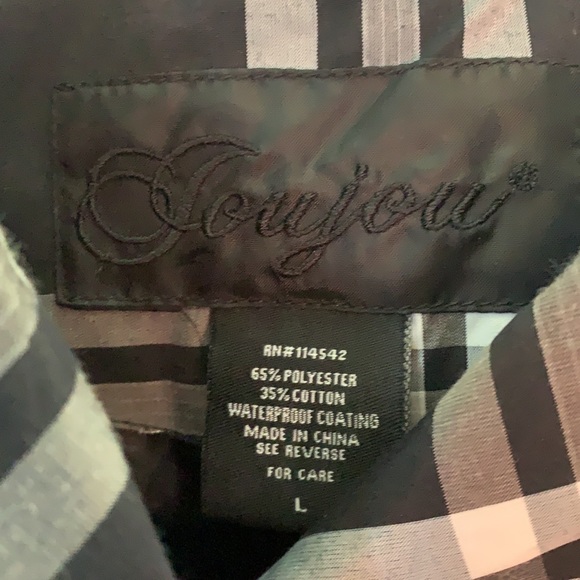 Joujou®
RN#114542
65% POLYESTER
35% COTTON
WATERPROOF COATING
MADE IN CHINA
SEE REVERSE
FOR CARE
L